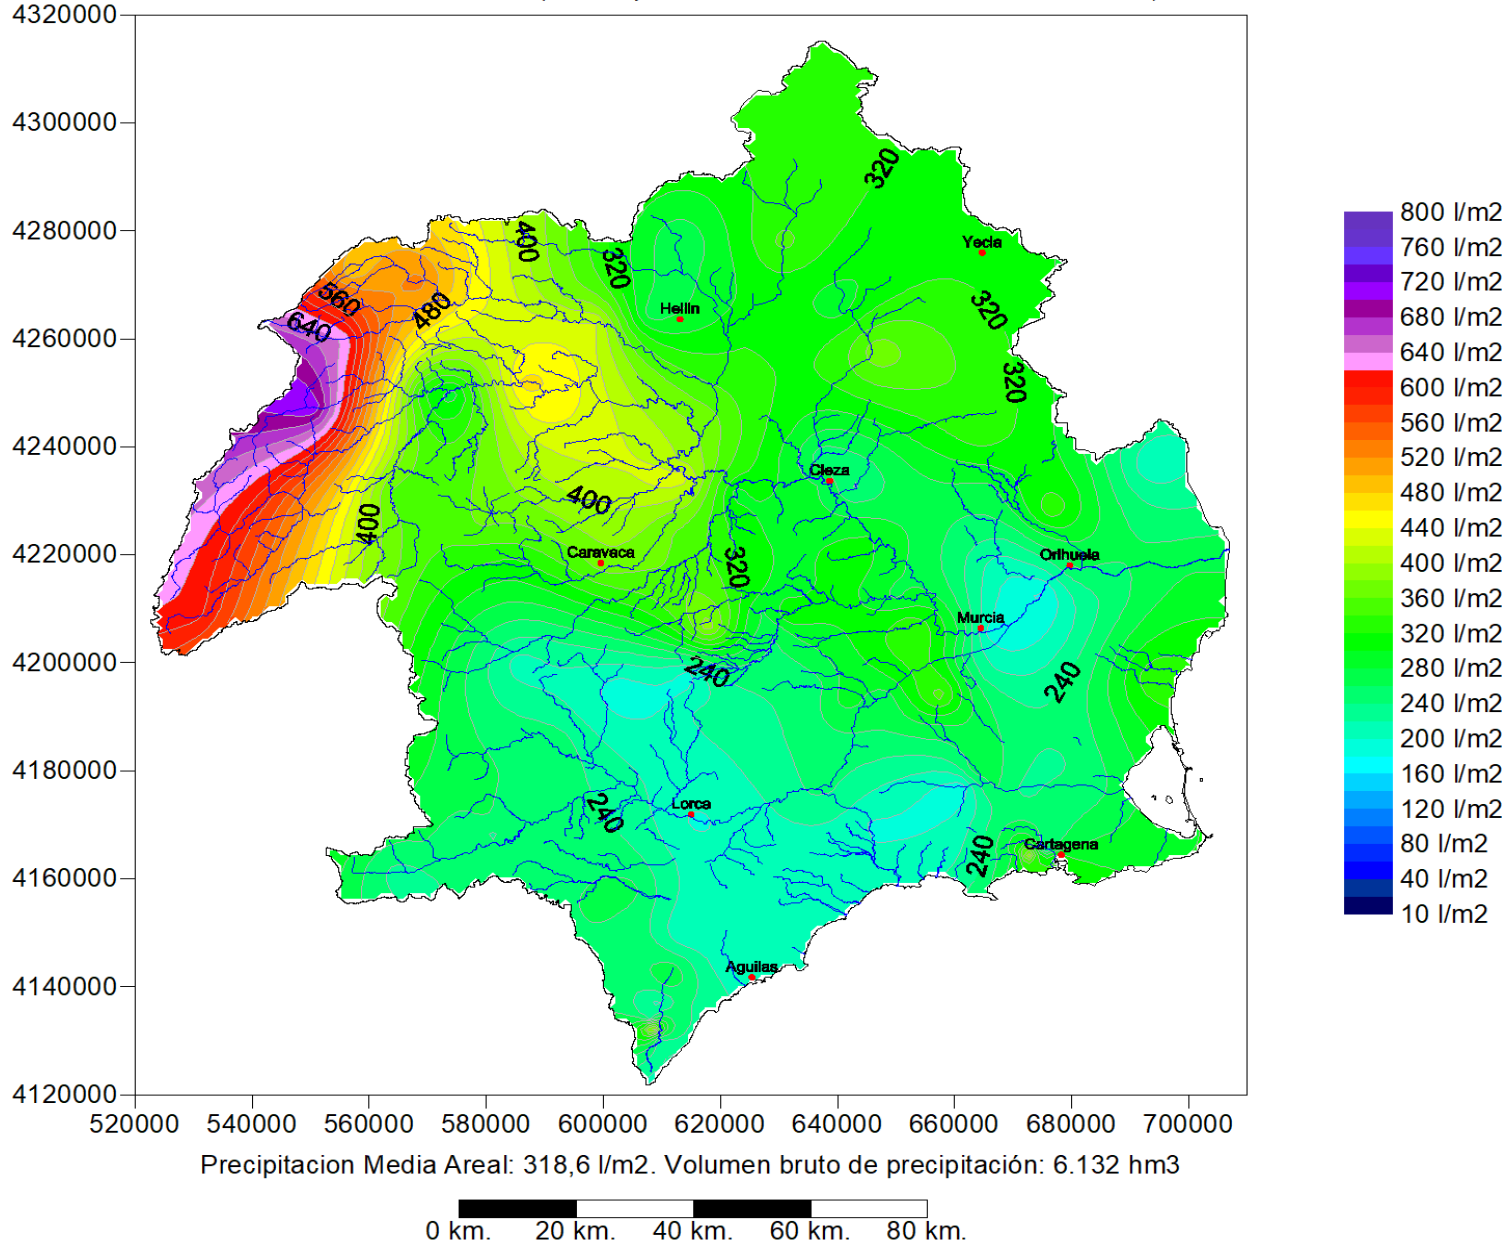 4320000
4300000
4280000
4260000
4240000
4220000
4200000
4180000
4160000
4140000
4120000
520000 540000 560000 580000 600000 620000 640000 660000 680000 700000
320
Yecla
400
320
Hellin
560
480
640
320
320
Cieza
400
400
Caravaca
320
Orihuela
Murcia
240
240
Lorca
240
240
Cartagena
Aguilas
800 l/m2
760 l/m2
720 l/m2
680 l/m2
640 l/m2
600 l/m2
560 l/m2
520 l/m2
480 l/m2
440 l/m2
400 l/m2
360 l/m2
320 l/m2
280 l/m2
240 l/m2
200 l/m2
160 l/m2
120 l/m2
80 l/m2
40 l/m2
10 l/m2
Precipitacion Media Areal: 318,6 l/m2. Volumen bruto de precipitación: 6.132 hm3
0 km. 20 km. 40 km. 60 km. 80 km.